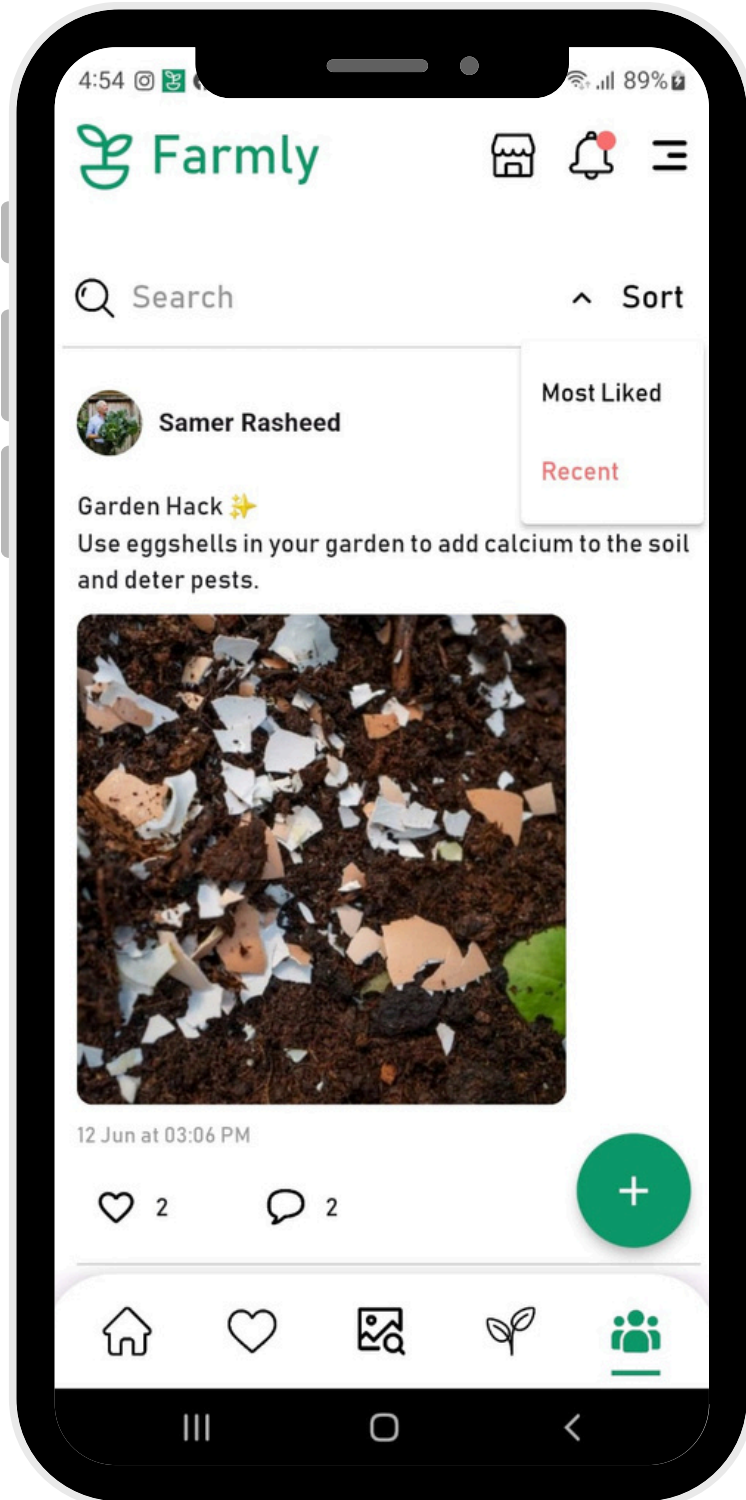 4:54
89%
Farmly
Search
Sort
Most Liked
Recent
Samer Rasheed
Garden Hack ✨
Use eggshells in your garden to add calcium to the soil
and deter pests.
12 Jun at 03:06 PM
2
2